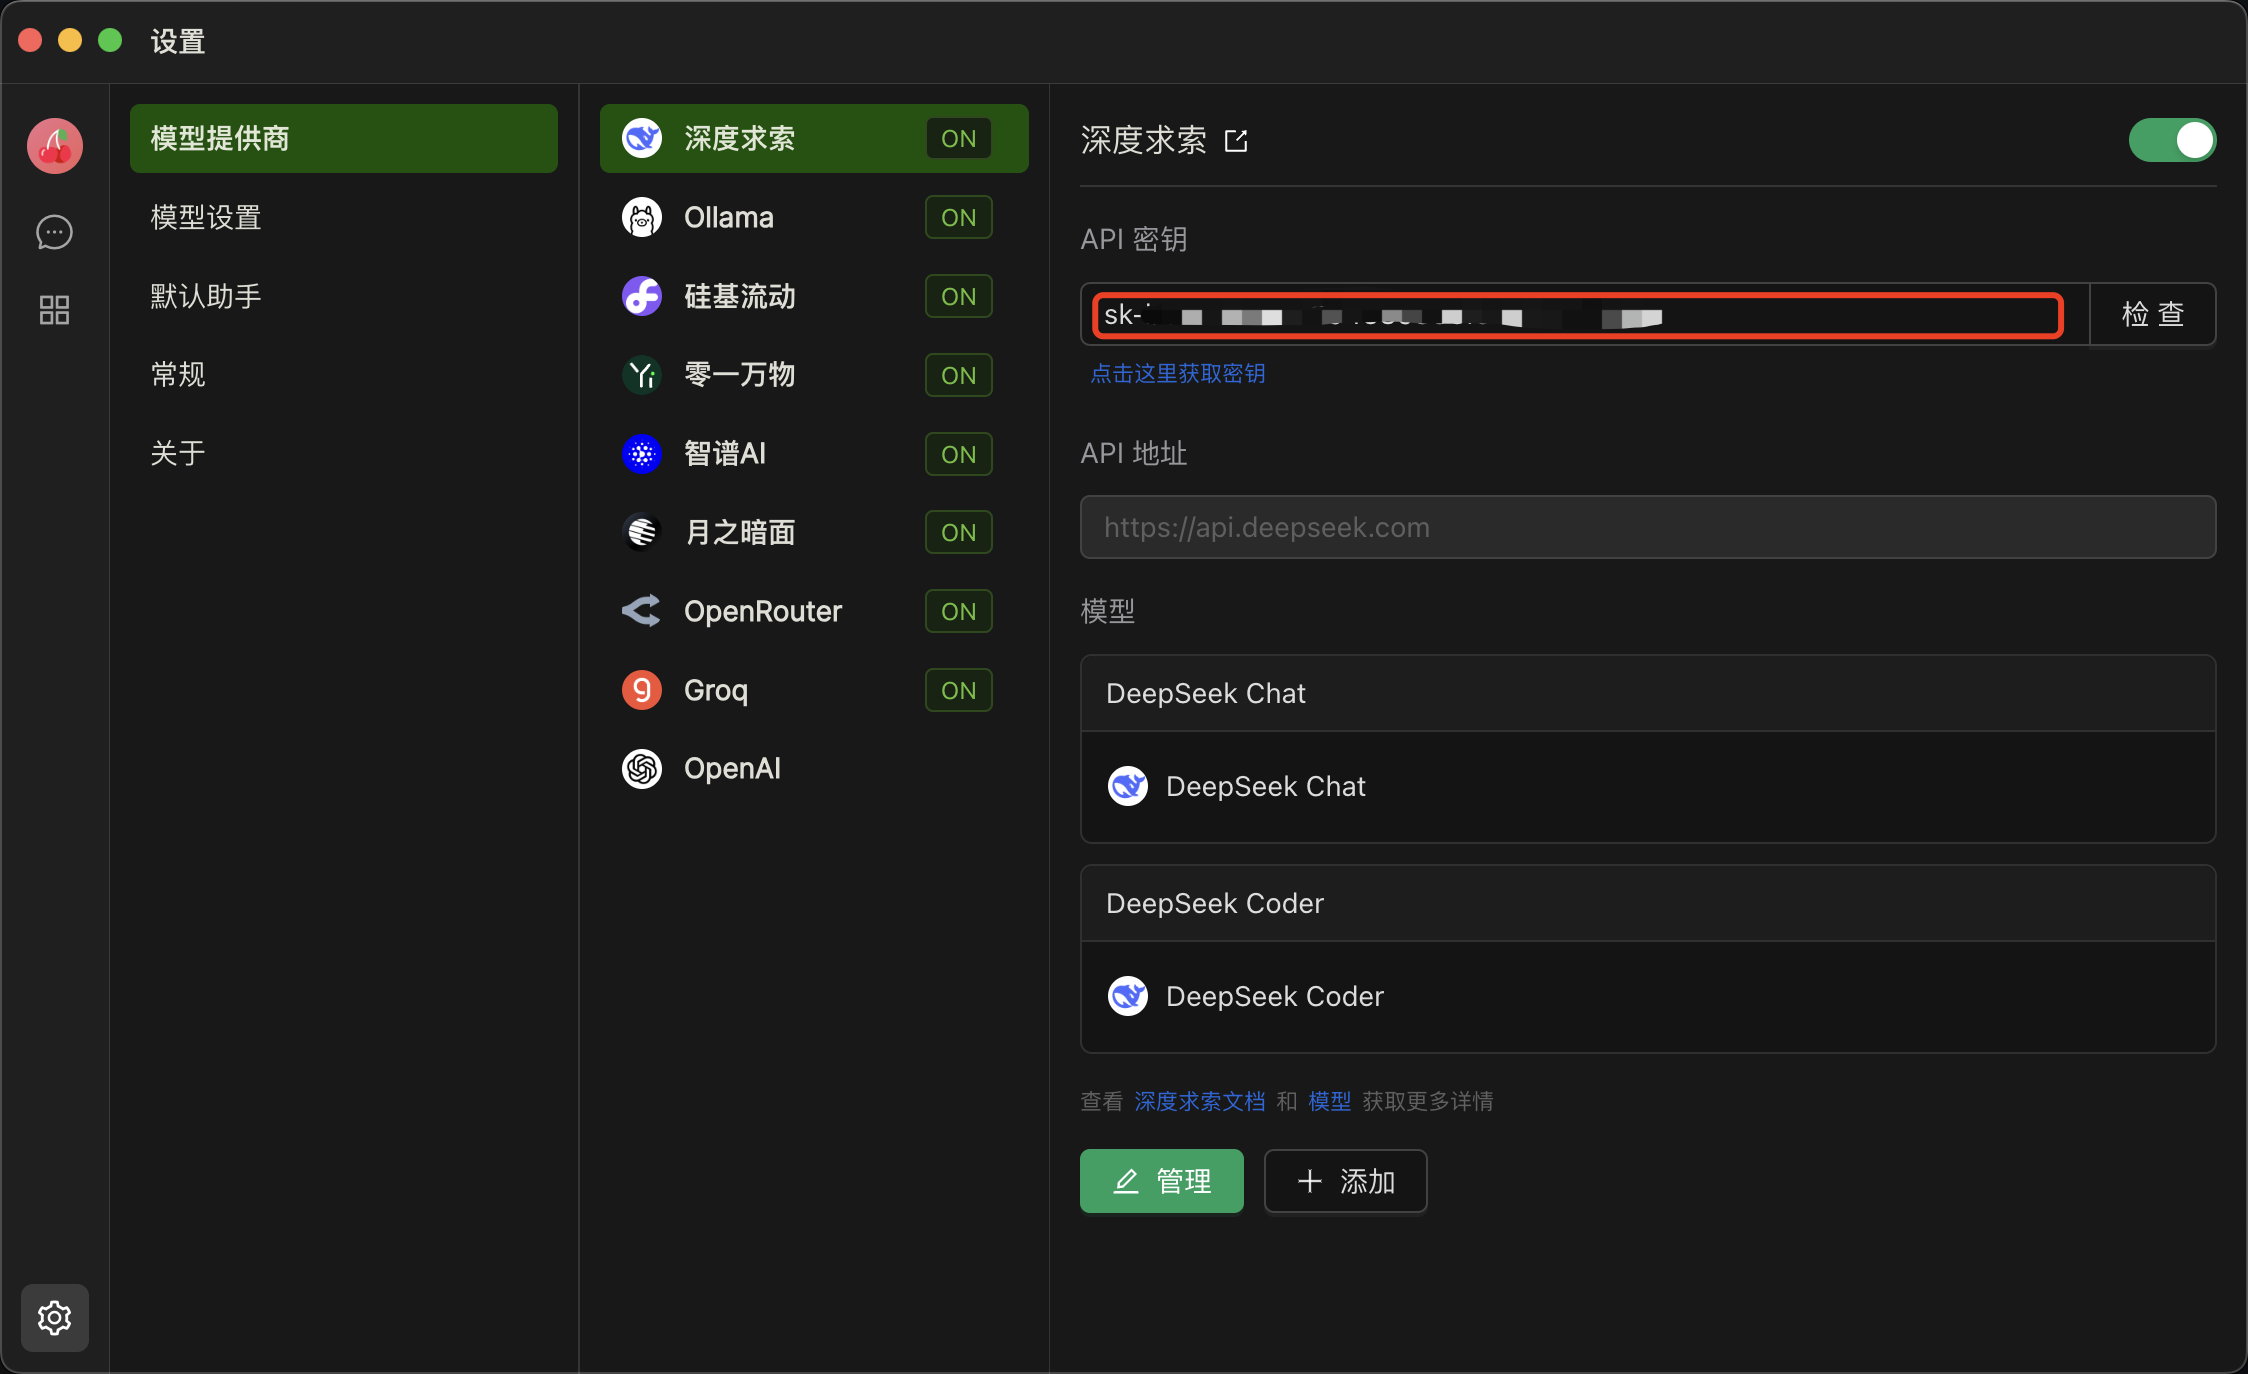 设置
模型提供商
模型设置
默认助手
常规
关于
深度求索 ON
Ollama ON
硅基流动 ON
零一万物 ON
智谱AI ON
月之暗面 ON
OpenRouter ON
Groq ON
OpenAI
深度求索
API 密钥
sk-
检 查
点击这里获取密钥
API 地址
https://api.deepseek.com
模型
DeepSeek Chat
DeepSeek Chat
DeepSeek Coder
DeepSeek Coder
查看 深度求索文档 和 模型 获取更多详情
管理
添加